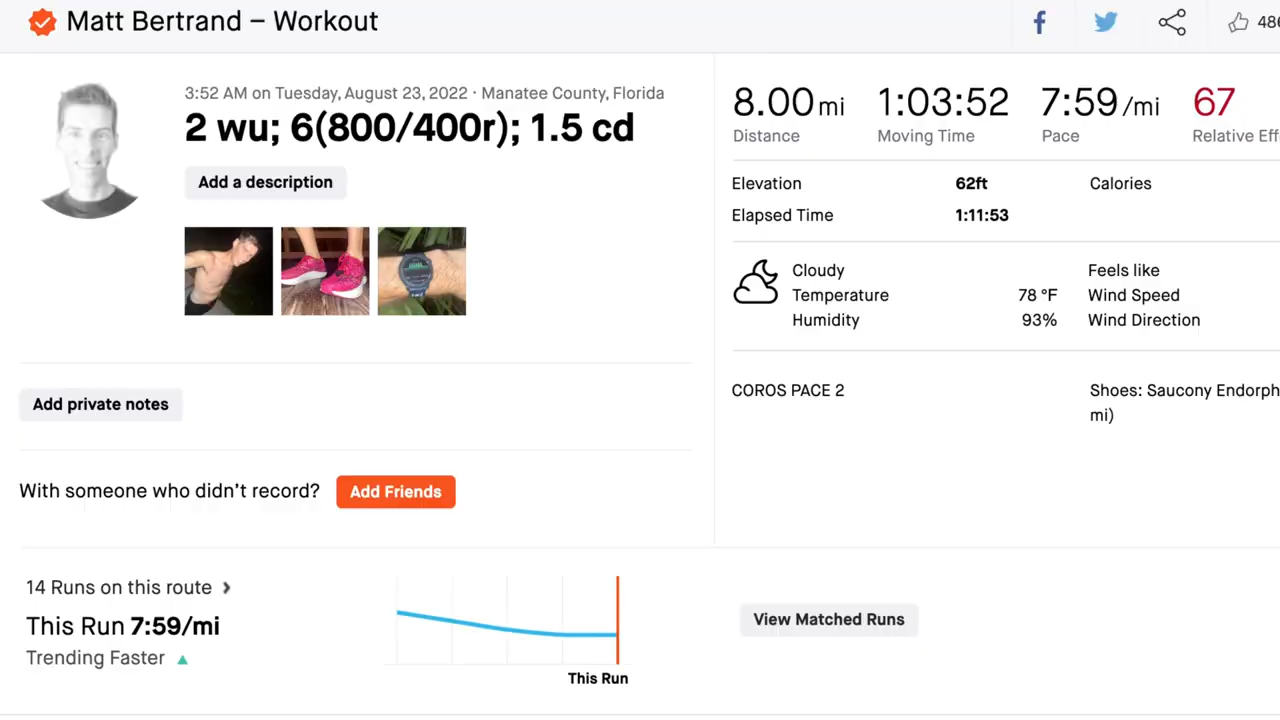 Matt Bertrand – Workout
3:52 AM on Tuesday, August 23, 2022 · Manatee County, Florida
2 wu; 6(800/400r); 1.5 cd
Add a description
Add private notes
With someone who didn't record? Add Friends
8.00 mi 1:03:52 7:59 /mi 67
Distance Moving Time Pace Relative Eff
Elevation 62ft Calories
Elapsed Time 1:11:53
Cloudy Feels like
Temperature 78 °F Wind Speed
Humidity 93% Wind Direction
COROS PACE 2 Shoes: Saucony Endorph
mi)
14 Runs on this route
This Run 7:59/mi
Trending Faster
This Run
View Matched Runs